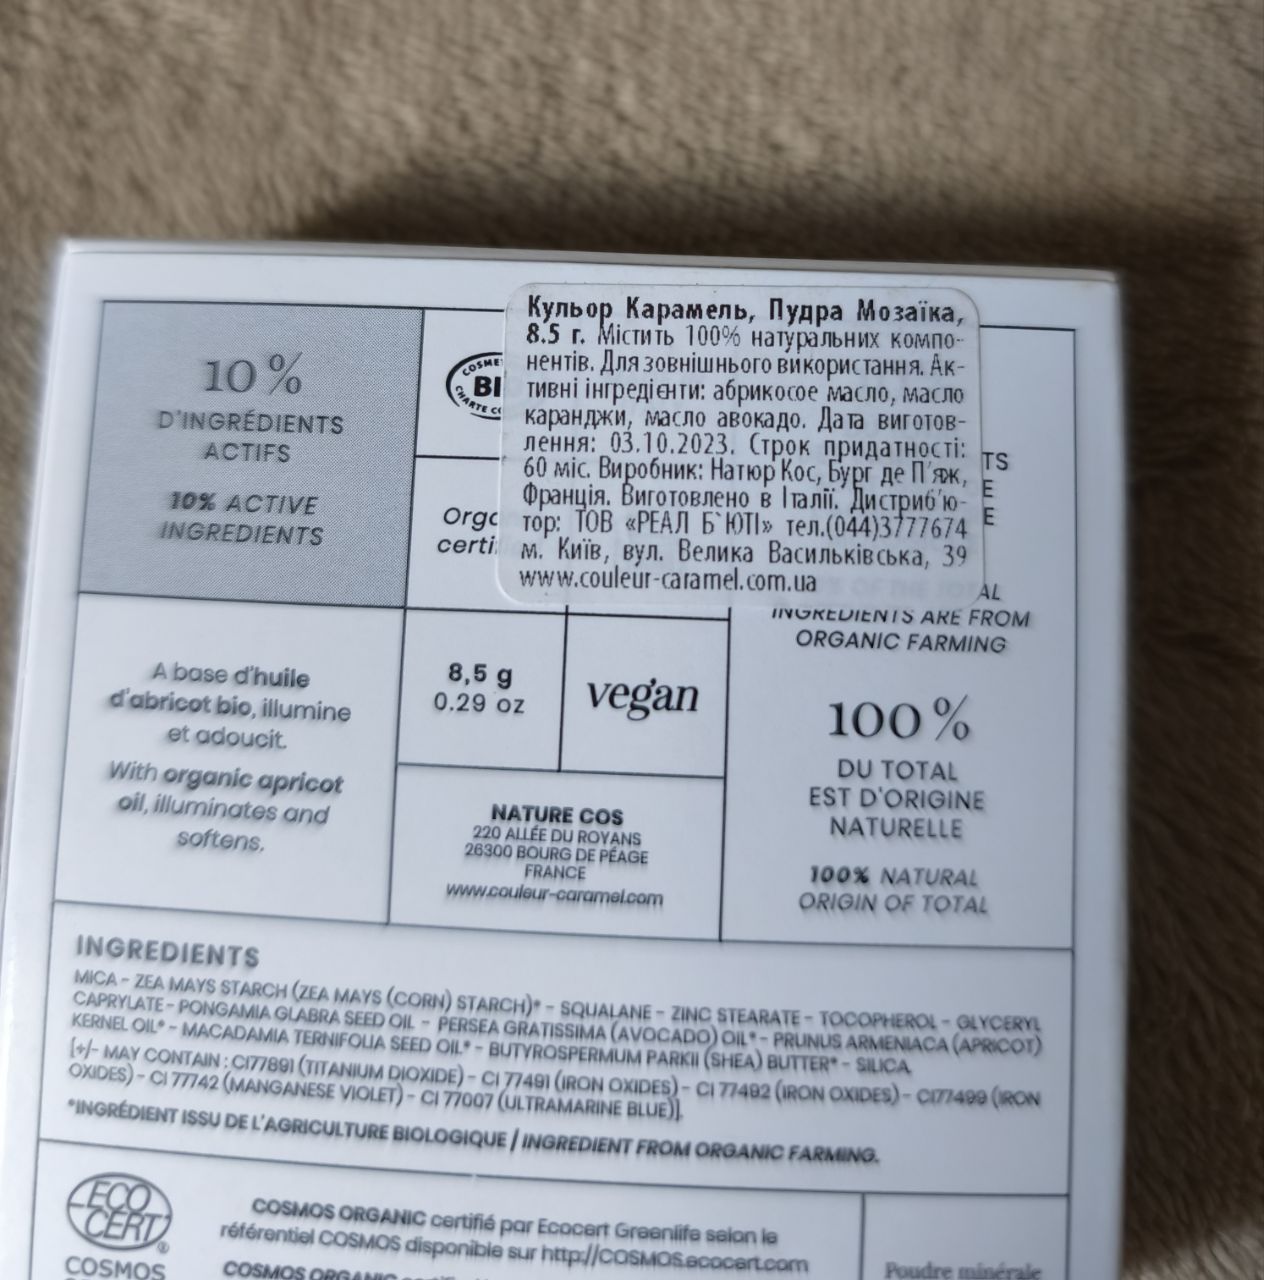 10 %
D'INGRÉDIENTS
ACTIFS
10% ACTIVE
INGREDIENTS
BI
Кульор Карамель, Пудра Мозаїка,
8.5 г. Містить 100% натуральних компо-
нентів. Для зовнішнього використання. Ак-
тивні інгредієнти: абрикосое масло, масло
каранджи, масло авокадо. Дата виготов-
лення: 03.10.2023. Строк придатності:
60 міс. Виробник: Натюр Кос, Бург де П'яж,
Франція. Виготовлено в Італії. Дистриб'ю-
тор: ТОВ «РЕАЛ Б`ЮТІ» тел.(044)3777674
м. Київ, вул. Велика Васильківська, 39
www.couleur-caramel.com.ua
TS
E
E
AL
INGREDIENTS ARE FROM
ORGANIC FARMING
100 %
DU TOTAL
EST D'ORIGINE
NATURELLE
100% NATURAL
ORIGIN OF TOTAL
A base d'huile
d'abricot bio, illumine
et adoucit.
With organic apricot
oil, illuminates and
softens.
8,5 g
0.29 oz
vegan
NATURE COS
220 ALLÉE DU ROYANS
26300 BOURG DE PÉAGE
FRANCE
www.couleur-caramel.com
INGREDIENTS
MICA - ZEA MAYS STARCH (ZEA MAYS (CORN) STARCH)* - SQUALANE - ZINC STEARATE - TOCOPHEROL - GLYCERYL
CAPRYLATE - PONGAMIA GLABRA SEED OIL - PERSEA GRATISSIMA (AVOCADO) OIL* - PRUNUS ARMENIACA (APRICOT)
KERNEL OIL* - MACADAMIA TERNIFOLIA SEED OIL* - BUTYROSPERMUM PARKII (SHEA) BUTTER* - SILICA
[+/- MAY CONTAIN : CI77891 (TITANIUM DIOXIDE) - CI 77491 (IRON OXIDES) - CI 77492 (IRON OXIDES) - CI77499 (IRON
OXIDES) - CI 77742 (MANGANESE VIOLET) - CI 77007 (ULTRAMARINE BLUE)].
*INGRÉDIENT ISSU DE L'AGRICULTURE BIOLOGIQUE / INGREDIENT FROM ORGANIC FARMING.
ECO
CERT
®
COSMOS
COSMOS ORGANIC certifié par Ecocert Greenlife selon le
référentiel COSMOS disponible sur http://COSMOS.ecocert.com
COSMOS ORGANIC
Poudre minérale